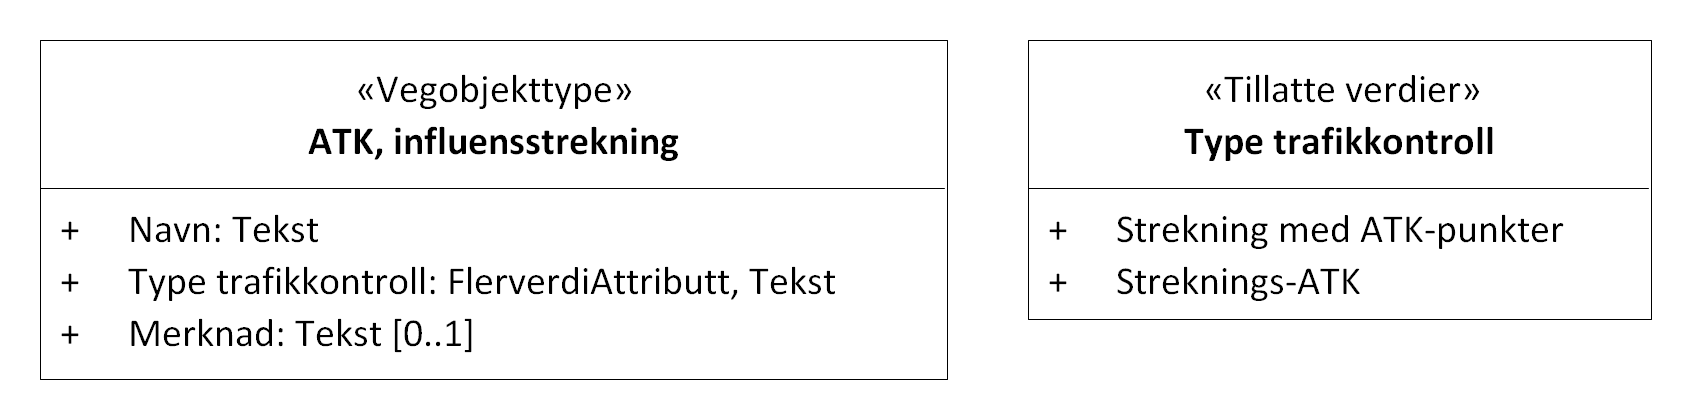 «Vegobjekttype»
ATK, influensstrekning
+ Navn: Tekst
+ Type trafikkontroll: FlerverdiAttributt, Tekst
+ Merknad: Tekst [0..1]
«Tillatte verdier»
Type trafikkontroll
+ Strekning med ATK-punkter
+ Streknings-ATK